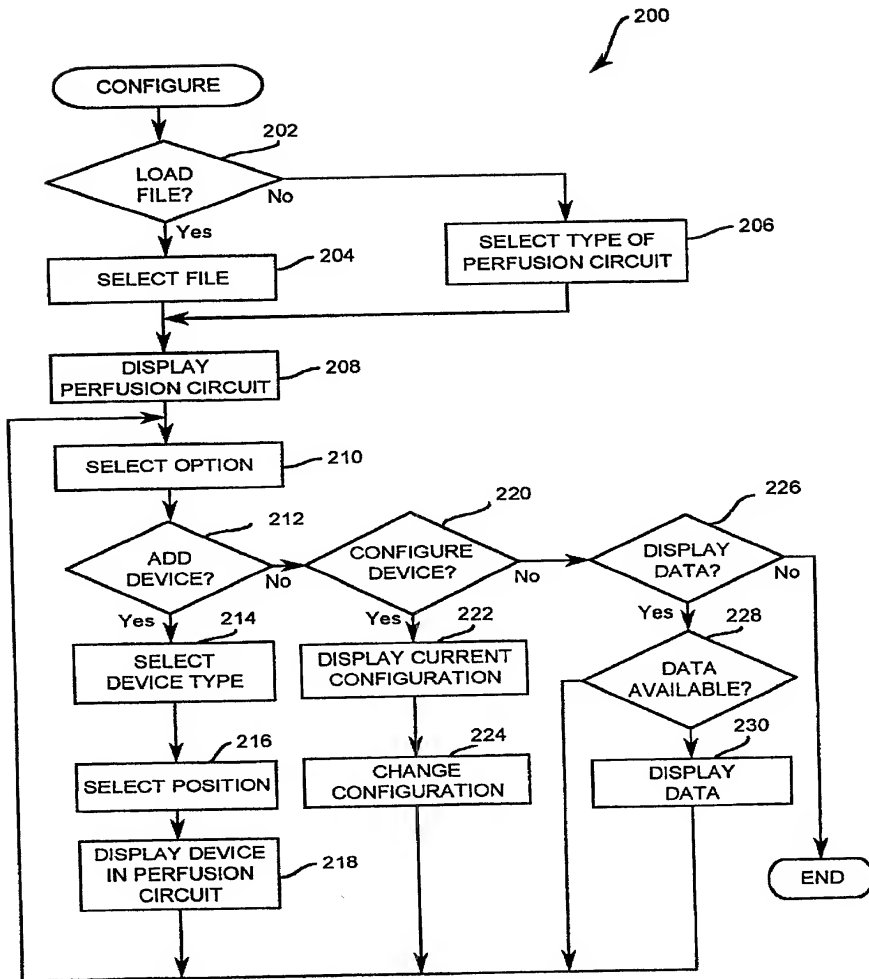 200
CONFIGURE
202
LOAD
FILE?
No
Yes
204
SELECT FILE
206
SELECT TYPE OF
PERFUSION CIRCUIT
208
DISPLAY
PERFUSION CIRCUIT
210
SELECT OPTION
212
ADD
DEVICE?
No
Yes
220
CONFIGURE
DEVICE?
No
Yes
226
DISPLAY
DATA?
No
Yes
214
SELECT
DEVICE TYPE
222
DISPLAY CURRENT
CONFIGURATION
228
DATA
AVAILABLE?
216
SELECT POSITION
224
CHANGE
CONFIGURATION
230
DISPLAY
DATA
218
DISPLAY DEVICE
IN PERFUSION
CIRCUIT
END